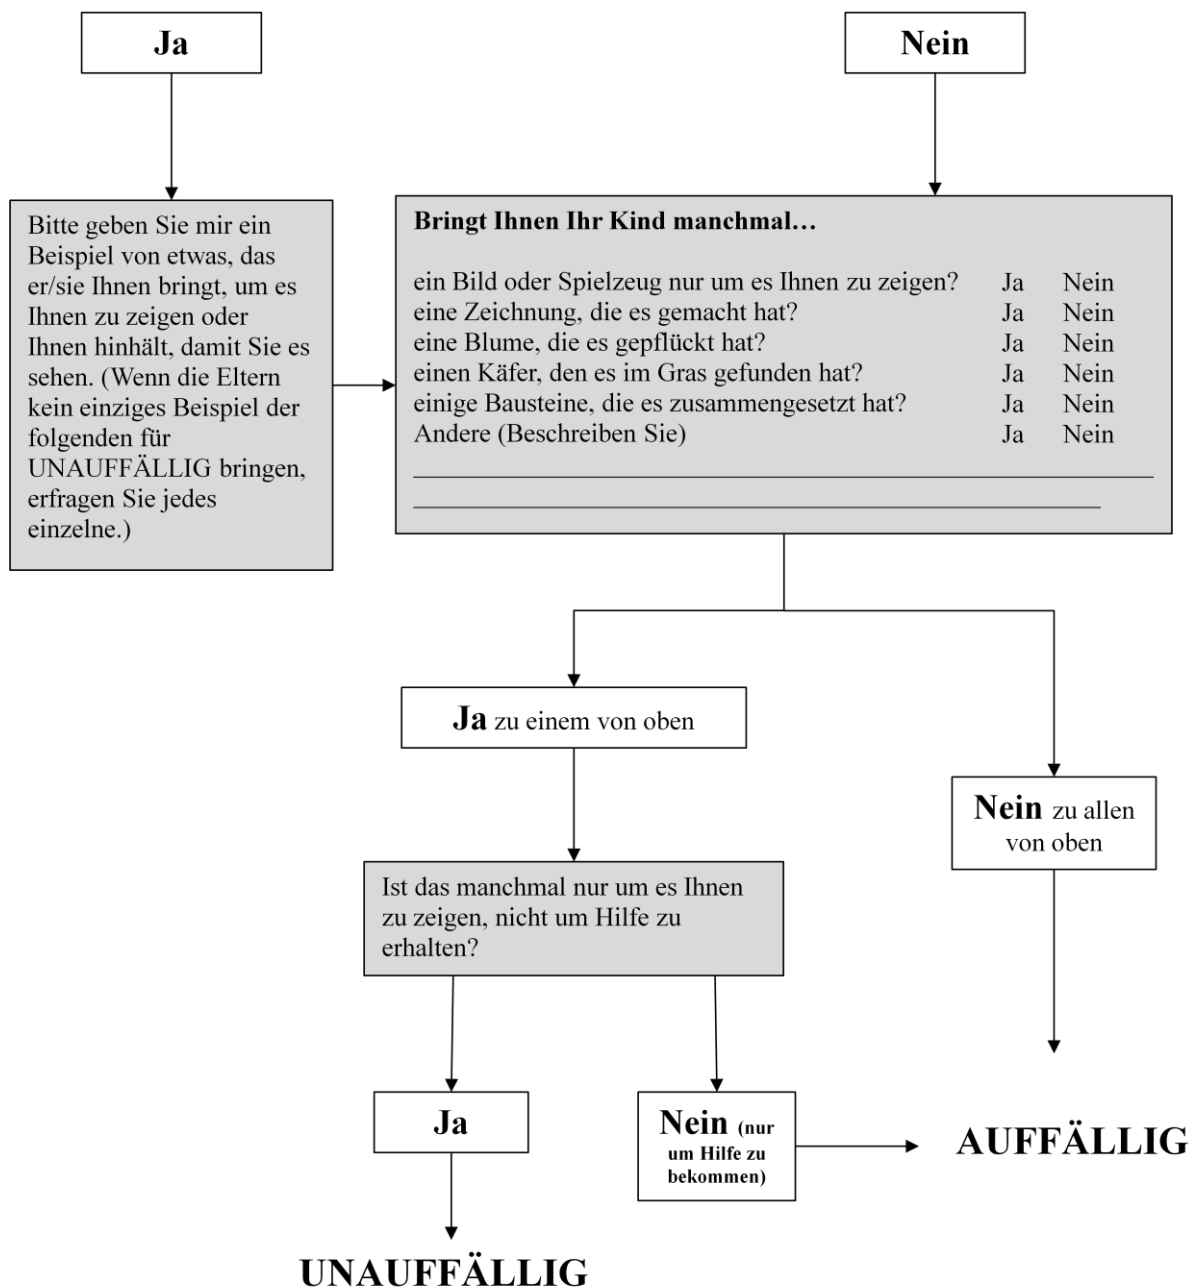 Ja
Nein
Bitte geben Sie mir ein
Beispiel von etwas, das
er/sie Ihnen bringt, um es
Ihnen zu zeigen oder
Ihnen hinhält, damit Sie es
sehen. (Wenn die Eltern
kein einziges Beispiel der
folgenden für
UNAUFFÄLLIG bringen,
erfragen Sie jedes
einzelne.)
Bringt Ihnen Ihr Kind manchmal…
ein Bild oder Spielzeug nur um es Ihnen zu zeigen? Ja Nein
eine Zeichnung, die es gemacht hat? Ja Nein
eine Blume, die es gepflückt hat? Ja Nein
einen Käfer, den es im Gras gefunden hat? Ja Nein
einige Bausteine, die es zusammengesetzt hat? Ja Nein
Andere (Beschreiben Sie) Ja Nein
Ja zu einem von oben
Nein zu allen
von oben
Ist das manchmal nur um es Ihnen
zu zeigen, nicht um Hilfe zu
erhalten?
Ja
Nein (nur
um Hilfe zu
bekommen)
AUFFÄLLIG
UNAUFFÄLLIG